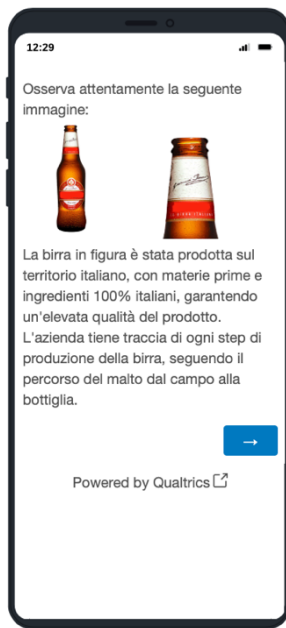 12:29
Osserva attentamente la seguente
immagine:
La birra in figura è stata prodotta sul
territorio italiano, con materie prime e
ingredienti 100% italiani, garantendo
un'elevata qualità del prodotto.
L'azienda tiene traccia di ogni step di
produzione della birra, seguendo il
percorso del malto dal campo alla
bottiglia.
→
Powered by Qualtrics